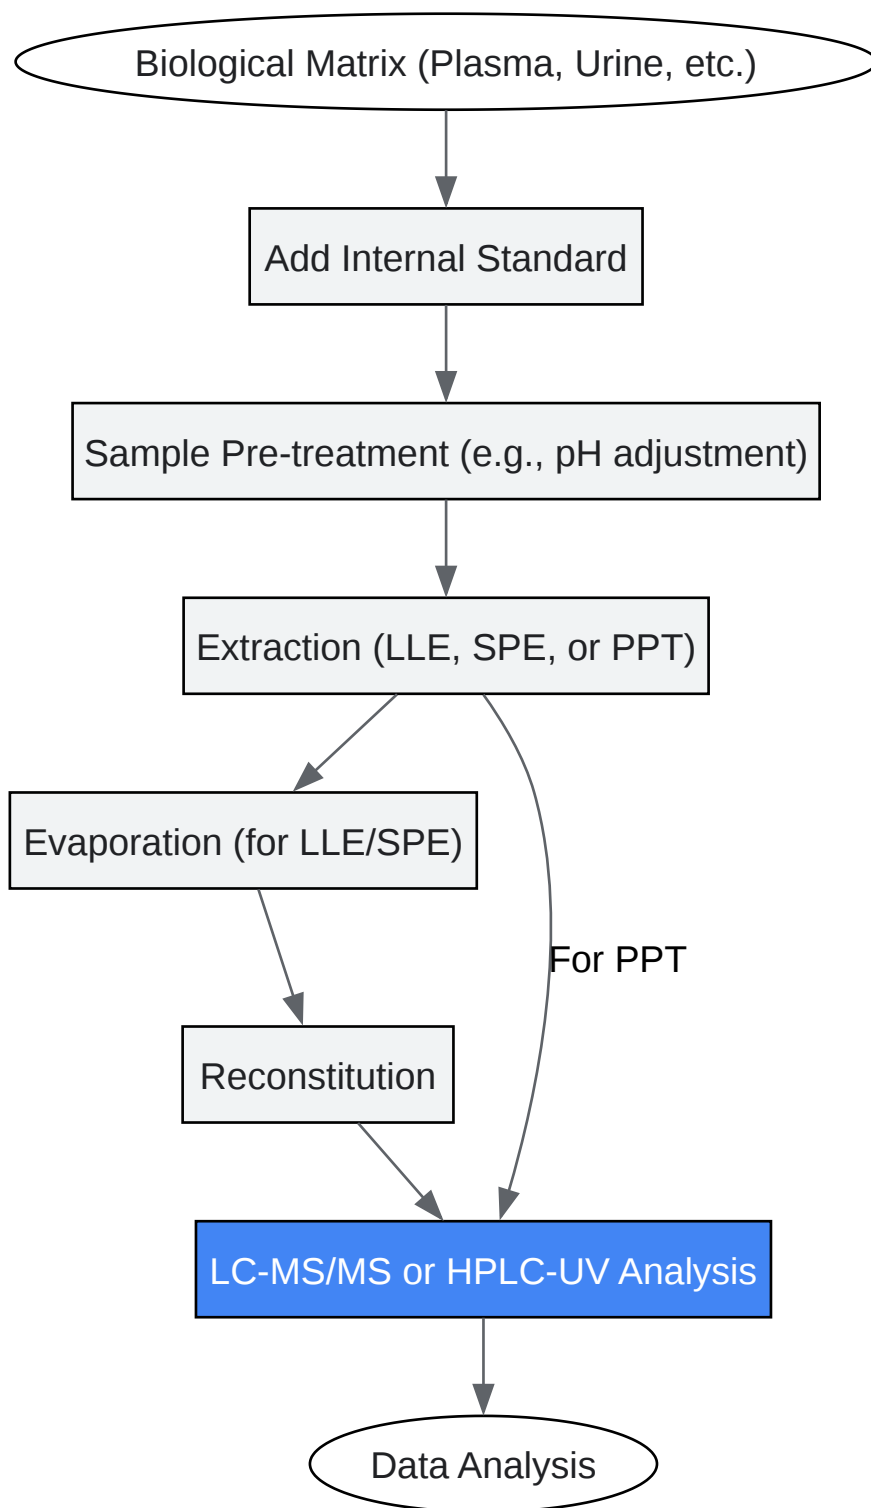 Biological Matrix (Plasma, Urine, etc.)
Add Internal Standard
Sample Pre-treatment (e.g., pH adjustment)
Extraction (LLE, SPE, or PPT)
Evaporation (for LLE/SPE)
For PPT
Reconstitution
LC-MS/MS or HPLC-UV Analysis
Data Analysis